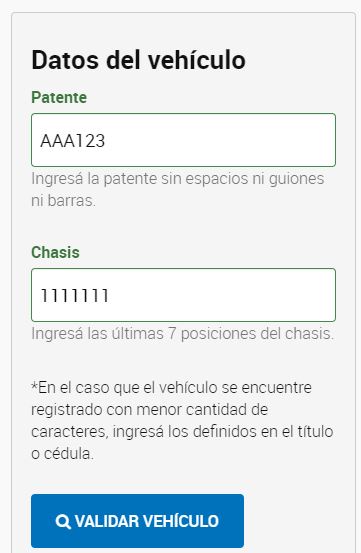 Datos del vehículo
Patente
AAA123
Ingresá la patente sin espacios ni guiones
ni barras.
Chasis
1111111
Ingresá las últimas 7 posiciones del chasis.
*En el caso que el vehículo se encuentre
registrado con menor cantidad de
caracteres, ingresá los definidos en el título
o cédula.
VALIDAR VEHÍCULO